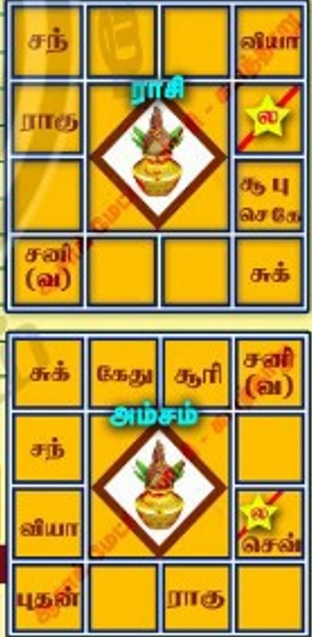 சந்
வியா
ராசி
ராகு
ல
சூ பு
செ கே
சனி
(வ)
சுக்
சுக்
கேது
சூரி
சனி
(வ)
அம்சம்
சந்
வியா
ல
செவ்
புதன்
ராகு